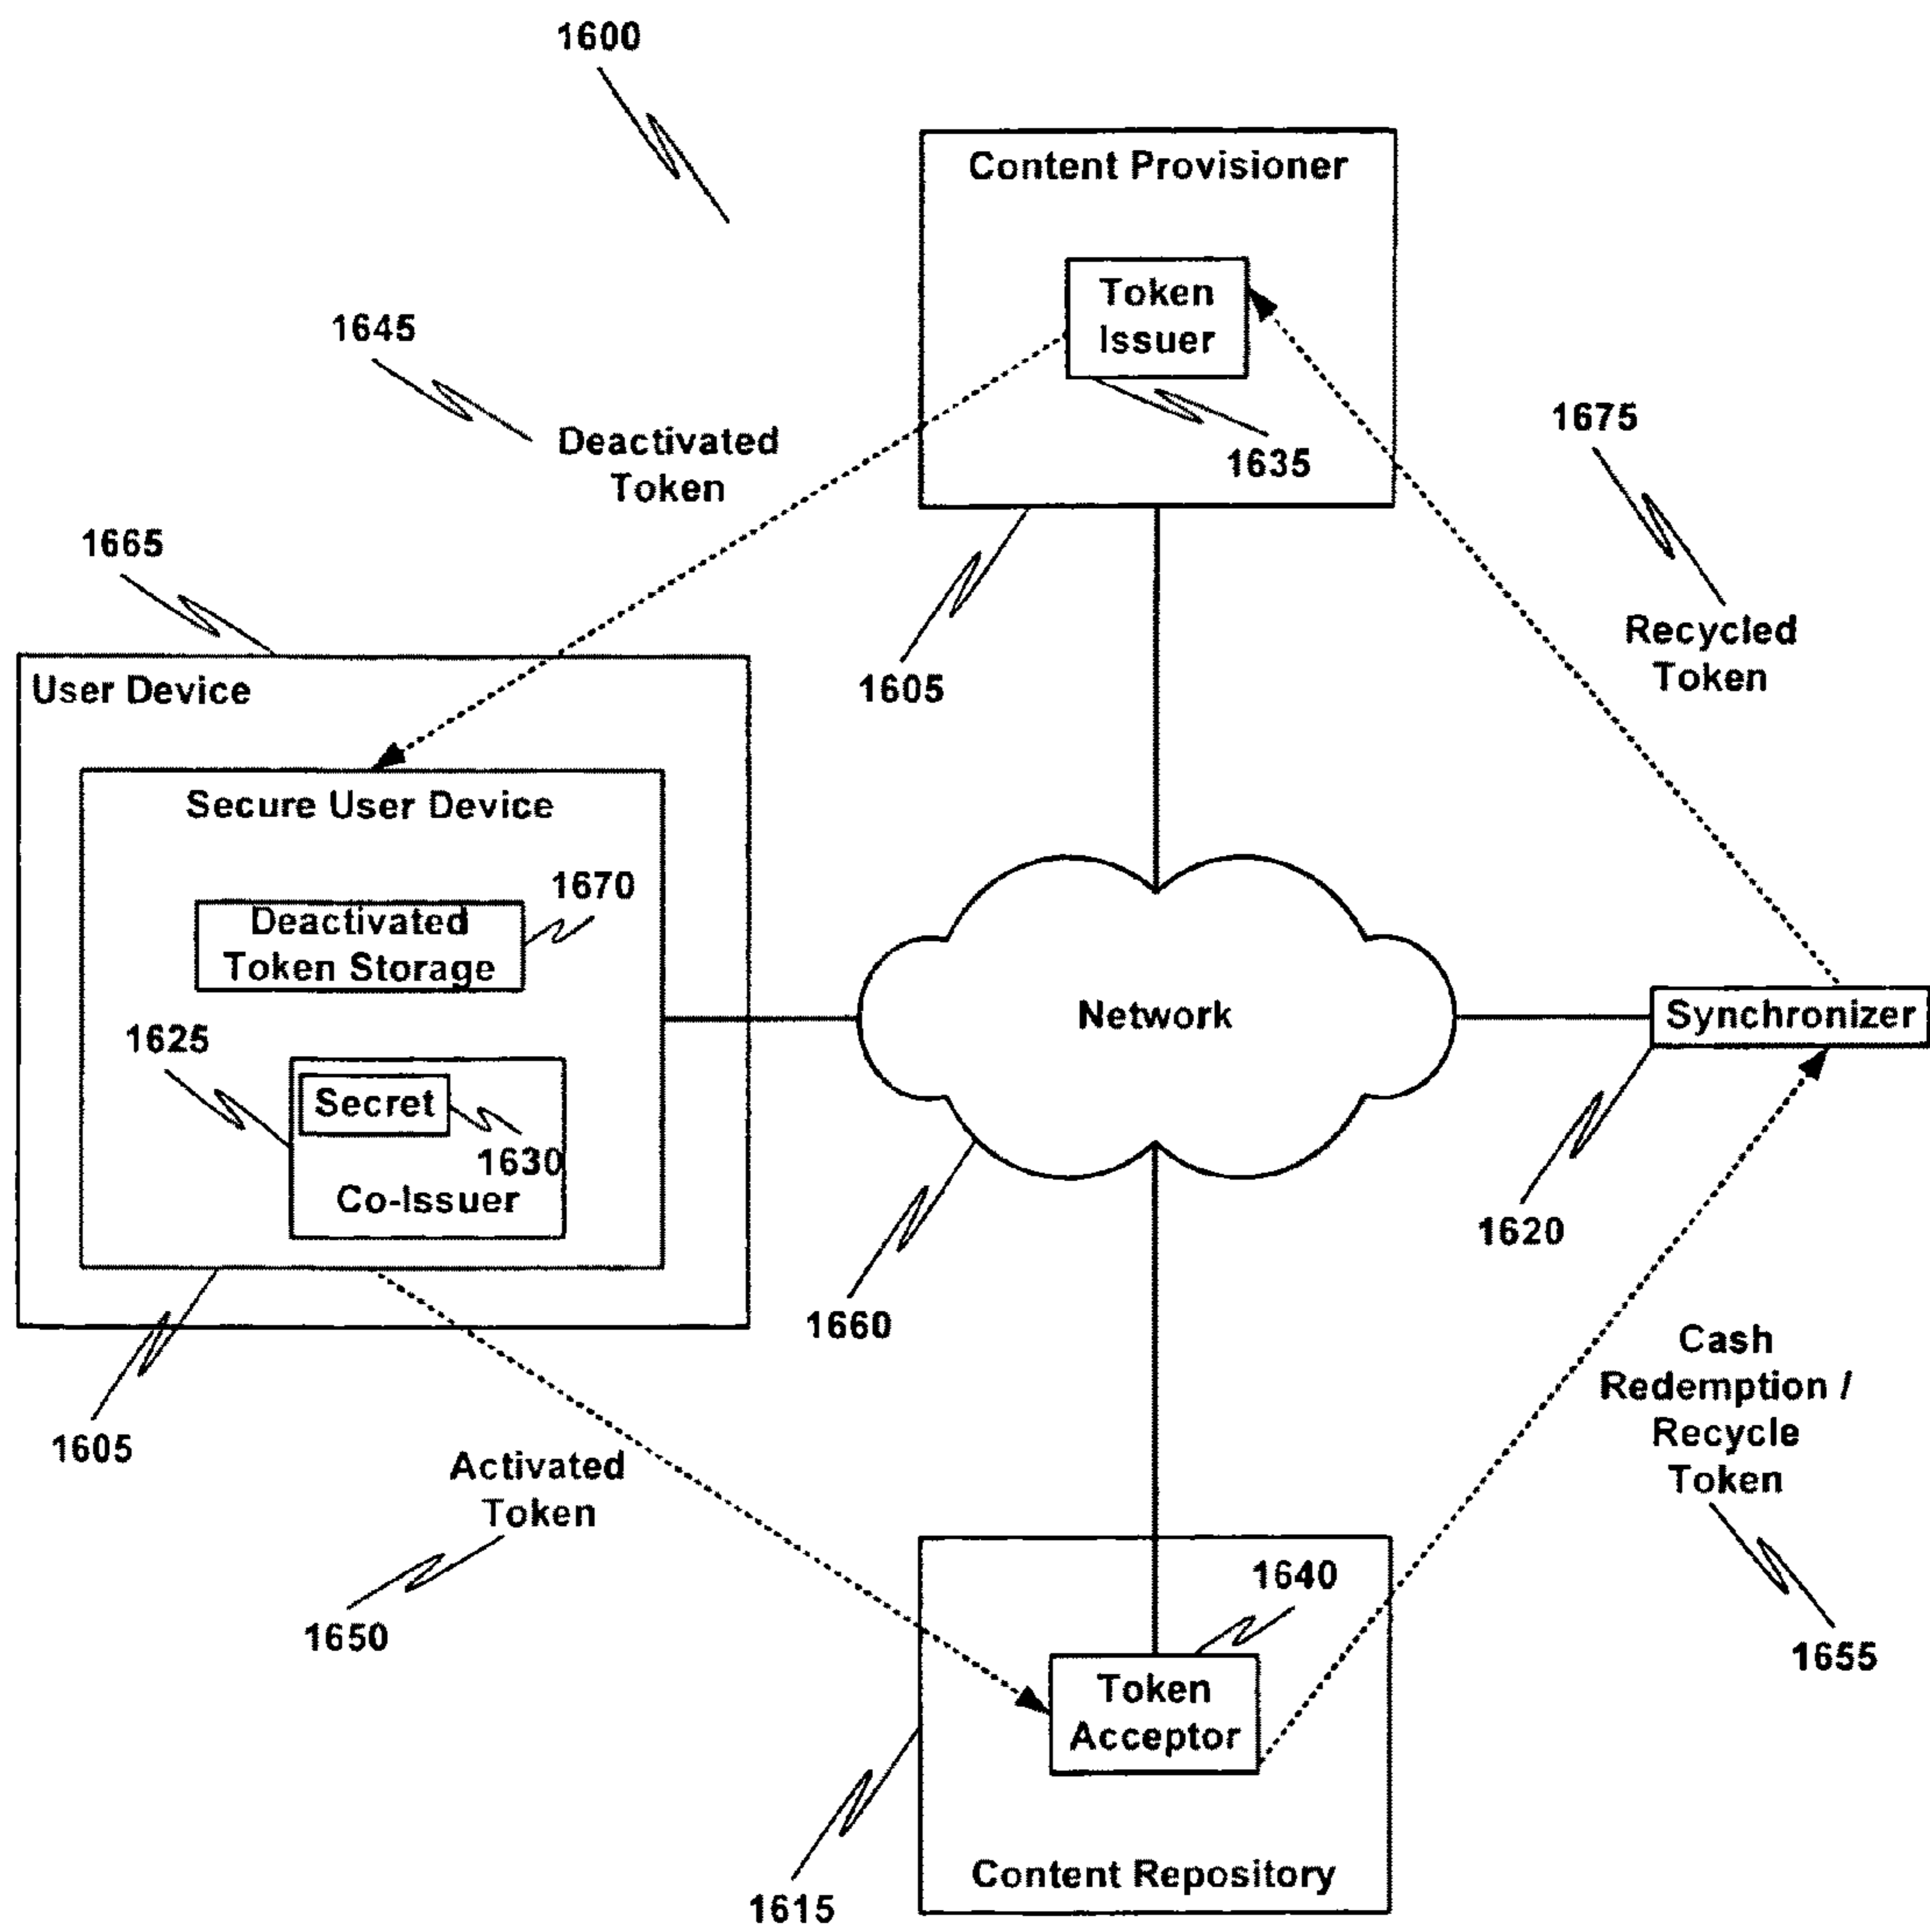 1600
Content Provisioner
Token
Issuer
1635
1645
Deactivated
Token
1675
Recycled
Token
1605
1665
User Device
Secure User Device
1670
Deactivated
Token Storage
1625
Secret
1630
Co-Issuer
Network
Synchronizer
1620
1660
1605
Activated
Token
1650
Cash
Redemption /
Recycle
Token
1655
1640
Token
Acceptor
1615
Content Repository